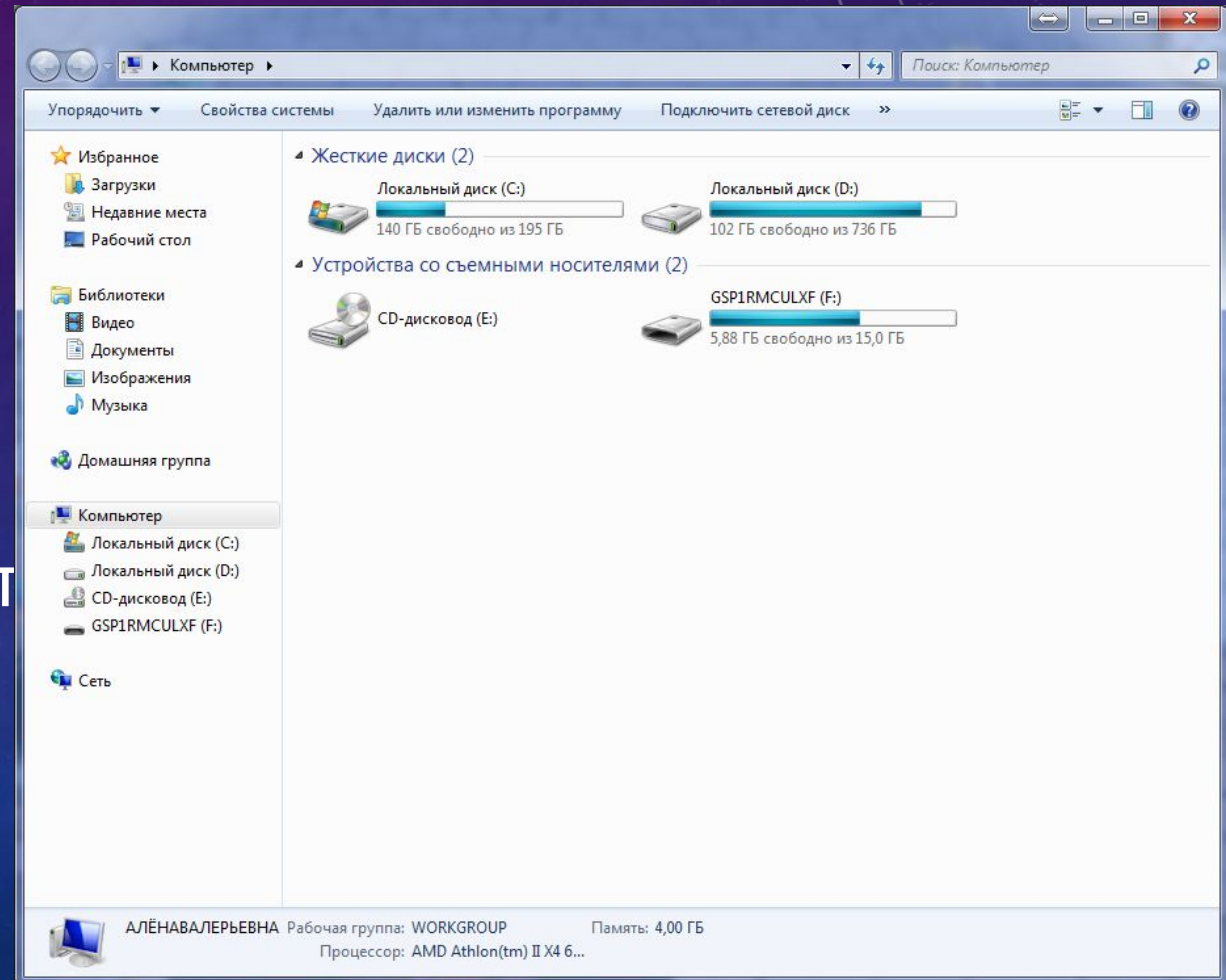 Компьютер
Поиск: Компьютер
Упорядочить Свойства системы Удалить или изменить программу Подключить сетевой диск »
Избранное
Загрузки
Недавние места
Рабочий стол
Библиотеки
Видео
Документы
Изображения
Музыка
Домашняя группа
Компьютер
Локальный диск (C:)
Локальный диск (D:)
CD-дисковод (E:)
GSP1RMCULXF (F:)
Сеть
Жесткие диски (2)
Локальный диск (C:)
140 ГБ свободно из 195 ГБ
Локальный диск (D:)
102 ГБ свободно из 736 ГБ
Устройства со съемными носителями (2)
CD-дисковод (E:)
GSP1RMCULXF (F:)
5,88 ГБ свободно из 15,0 ГБ
АЛЁНАВАЛЕРЬЕВНА Рабочая группа: WORKGROUP Память: 4,00 ГБ
Процессор: AMD Athlon(tm) II X4 6...